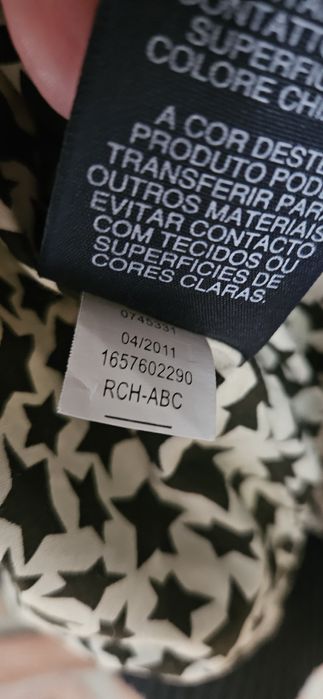 CONTATTO
SUPERFIC
COLORE CHI
A COR DESTE
PRODUTO POD
TRANSFERIR PAR
OUTROS MATERIAIS
EVITAR CONTACTO
COM TECIDOS OU
SUPERFÍCIES DE
CORES CLARAS.
0745331
04/2011
1657602290
RCH-ABC